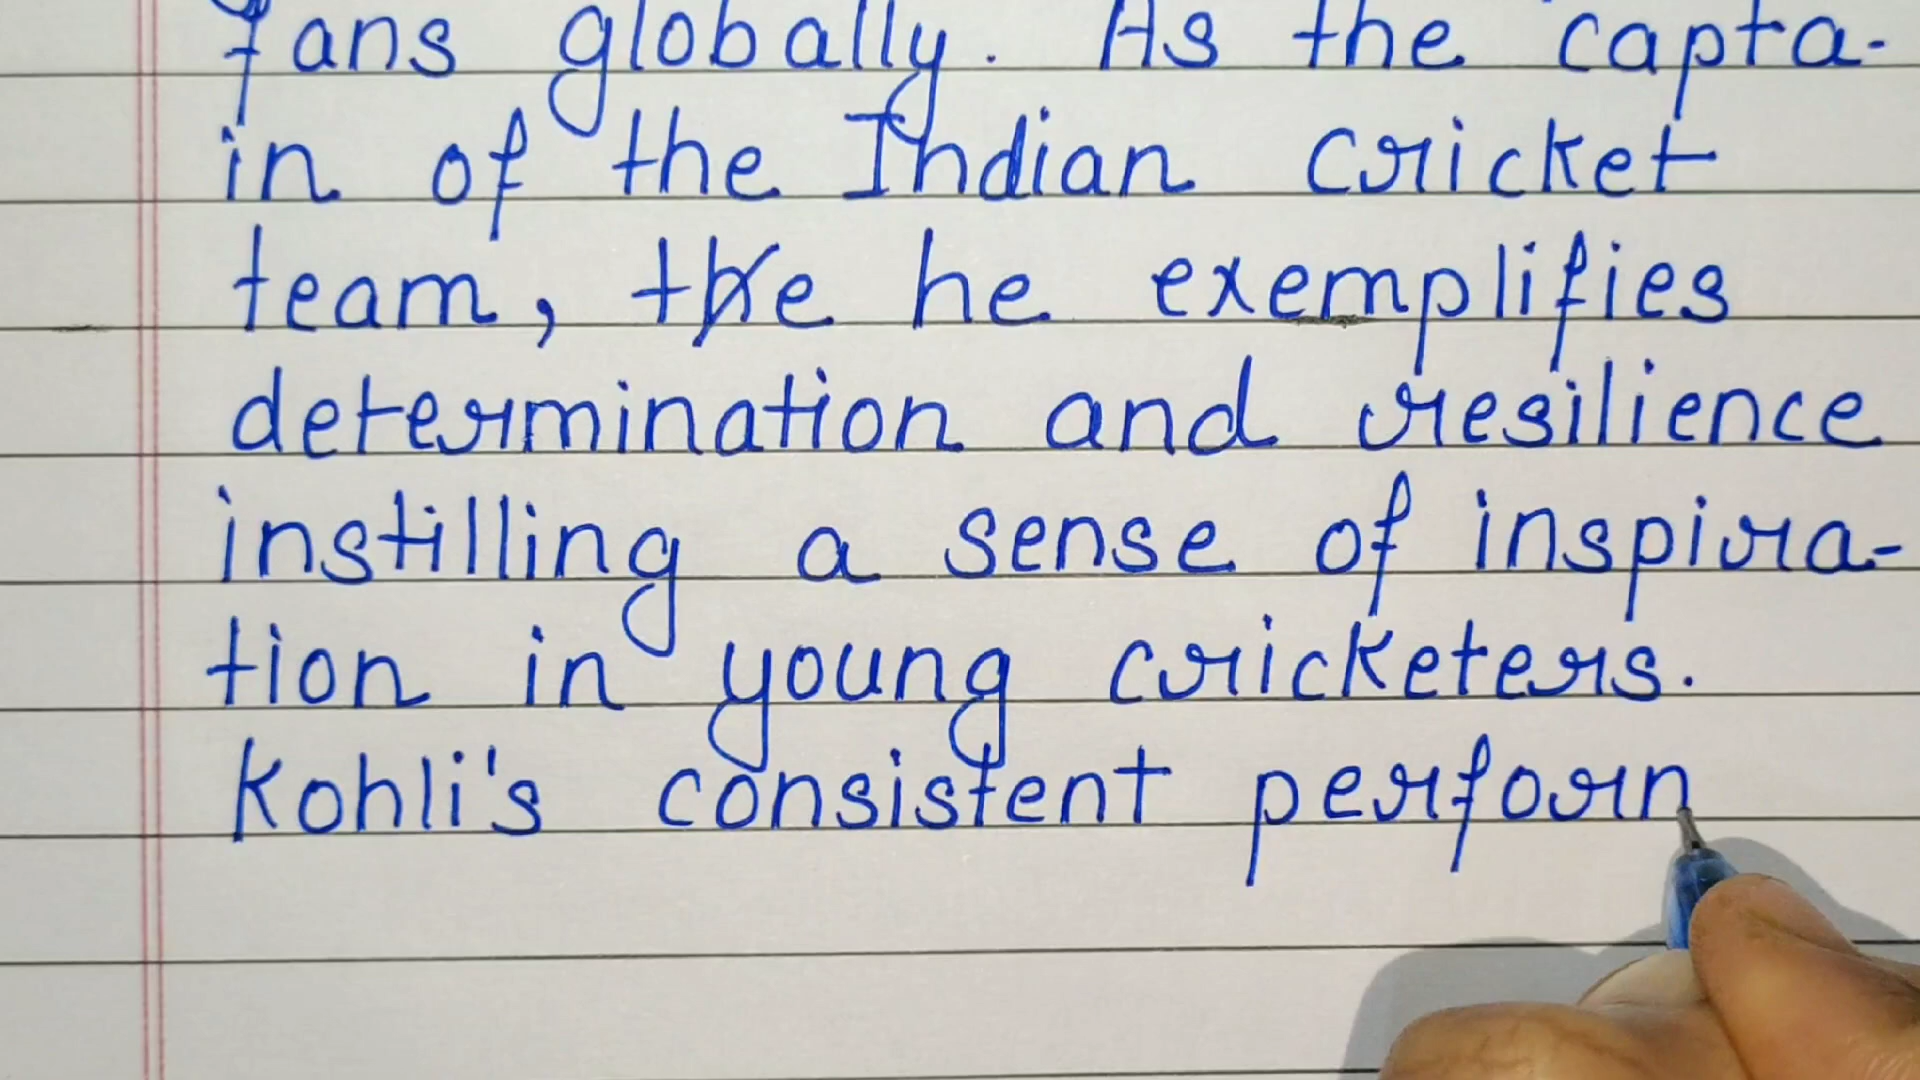 fans globally. As the capta-
in of the Indian cricket
team, the he exemplifies
determination and resilience
instilling a sense of inspira-
tion in young cricketers.
Kohli's consistent perforn